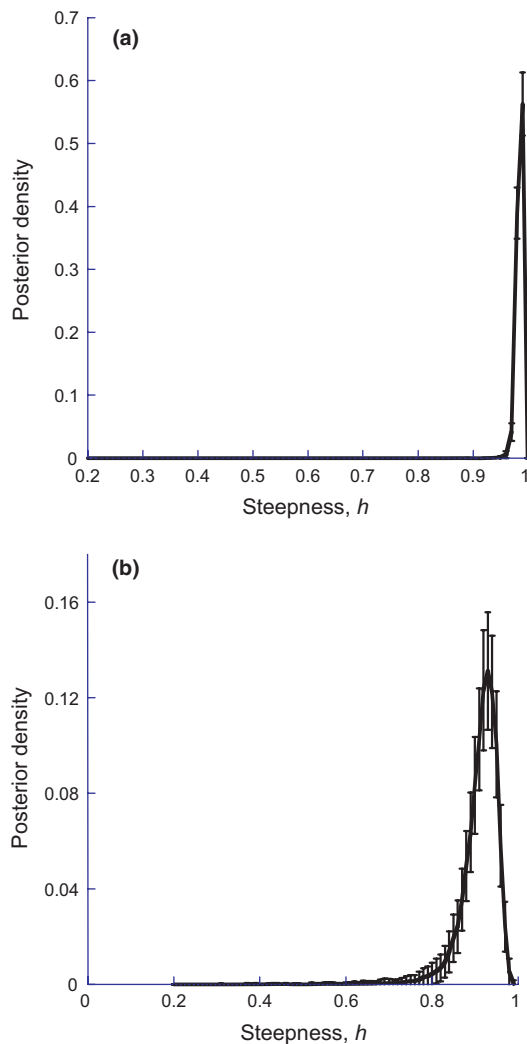 (a)
Posterior density
0.7
0.6
0.5
0.4
0.3
0.2
0.1
0
0.2 0.3 0.4 0.5 0.6 0.7 0.8 0.9 1
Steepness, h
(b)
Posterior density
0.16
0.12
0.08
0.04
0
0 0.2 0.4 0.6 0.8 1
Steepness, h